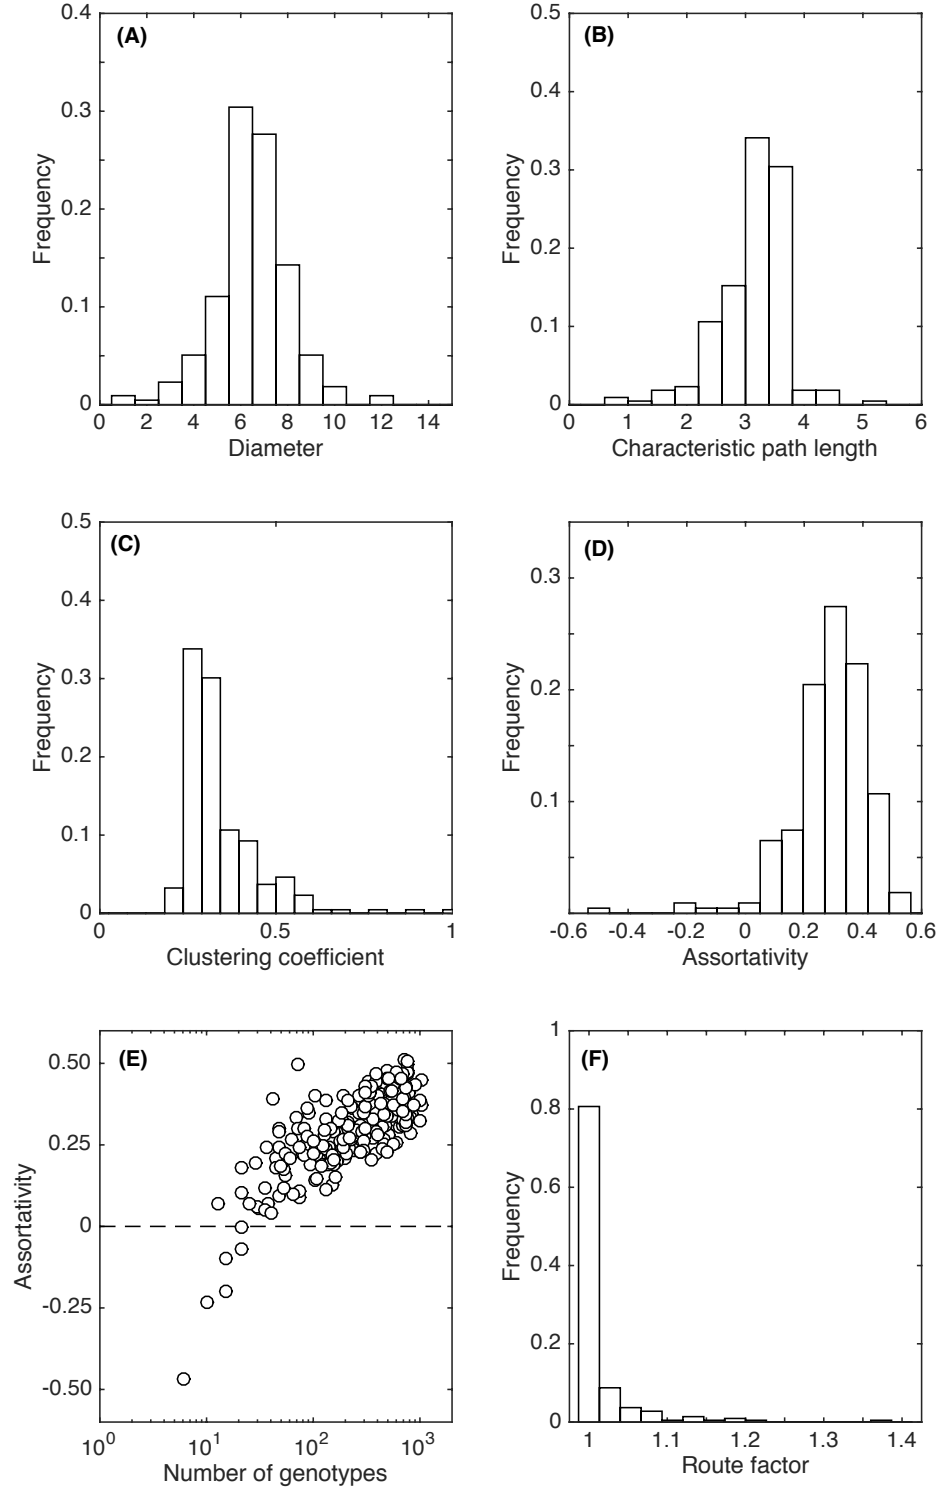 (A)
0.4
0.3
0.2
0.1
0
Frequency
0 2 4 6 8 10 12 14
Diameter
(B)
0.5
0.4
0.3
0.2
0.1
0
Frequency
0 1 2 3 4 5 6
Characteristic path length
(C)
0.5
0.4
0.3
0.2
0.1
0
Frequency
0 0.5 1
Clustering coefficient
(D)
0.3
0.2
0.1
Frequency
-0.6 -0.4 -0.2 0 0.2 0.4 0.6
Assortativity
(E)
0.50
0.25
0
-0.25
-0.50
Assortativity
10⁰ 10¹ 10² 10³
Number of genotypes
(F)
1
0.8
0.6
0.4
0.2
0
Frequency
1 1.1 1.2 1.3 1.4
Route factor